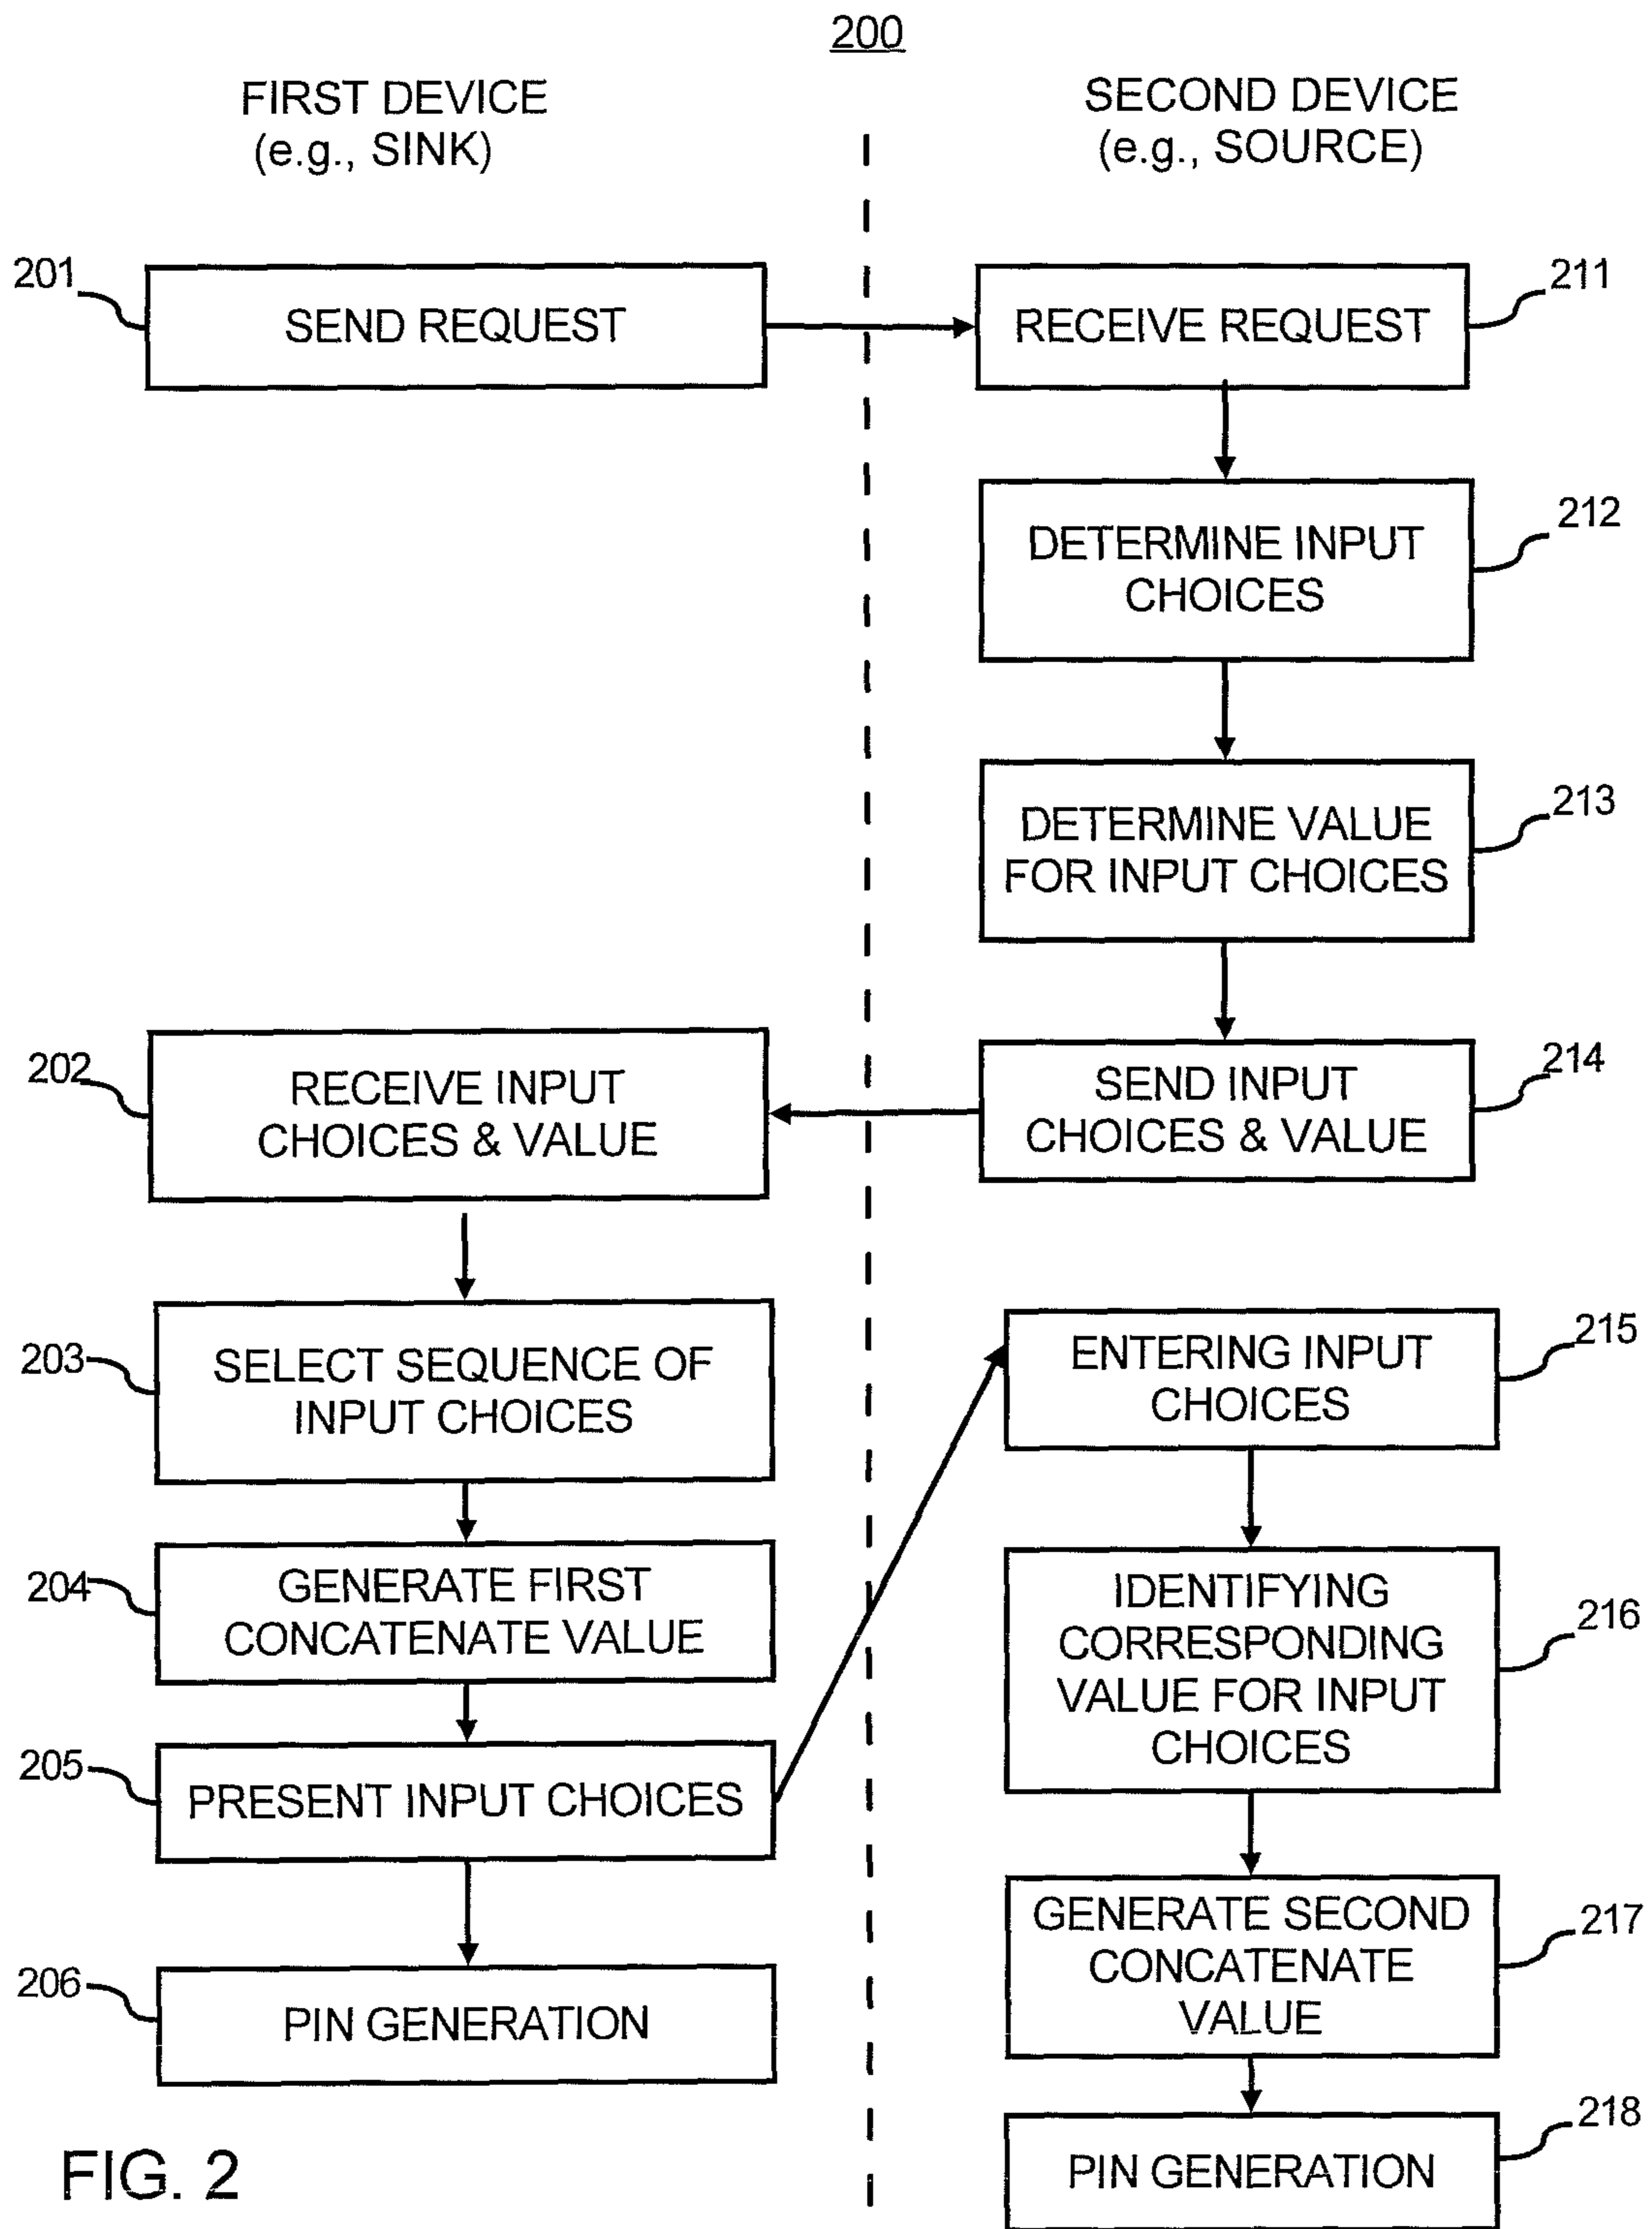 200
FIRST DEVICE
(e.g., SINK)
SECOND DEVICE
(e.g., SOURCE)
201
SEND REQUEST
RECEIVE REQUEST
211
DETERMINE INPUT
CHOICES
212
DETERMINE VALUE
FOR INPUT CHOICES
213
202
RECEIVE INPUT
CHOICES & VALUE
SEND INPUT
CHOICES & VALUE
214
203
SELECT SEQUENCE OF
INPUT CHOICES
ENTERING INPUT
CHOICES
215
204
GENERATE FIRST
CONCATENATE VALUE
IDENTIFYING
CORRESPONDING
VALUE FOR INPUT
CHOICES
216
205
PRESENT INPUT CHOICES
GENERATE SECOND
CONCATENATE
VALUE
217
206
PIN GENERATION
PIN GENERATION
218
FIG. 2